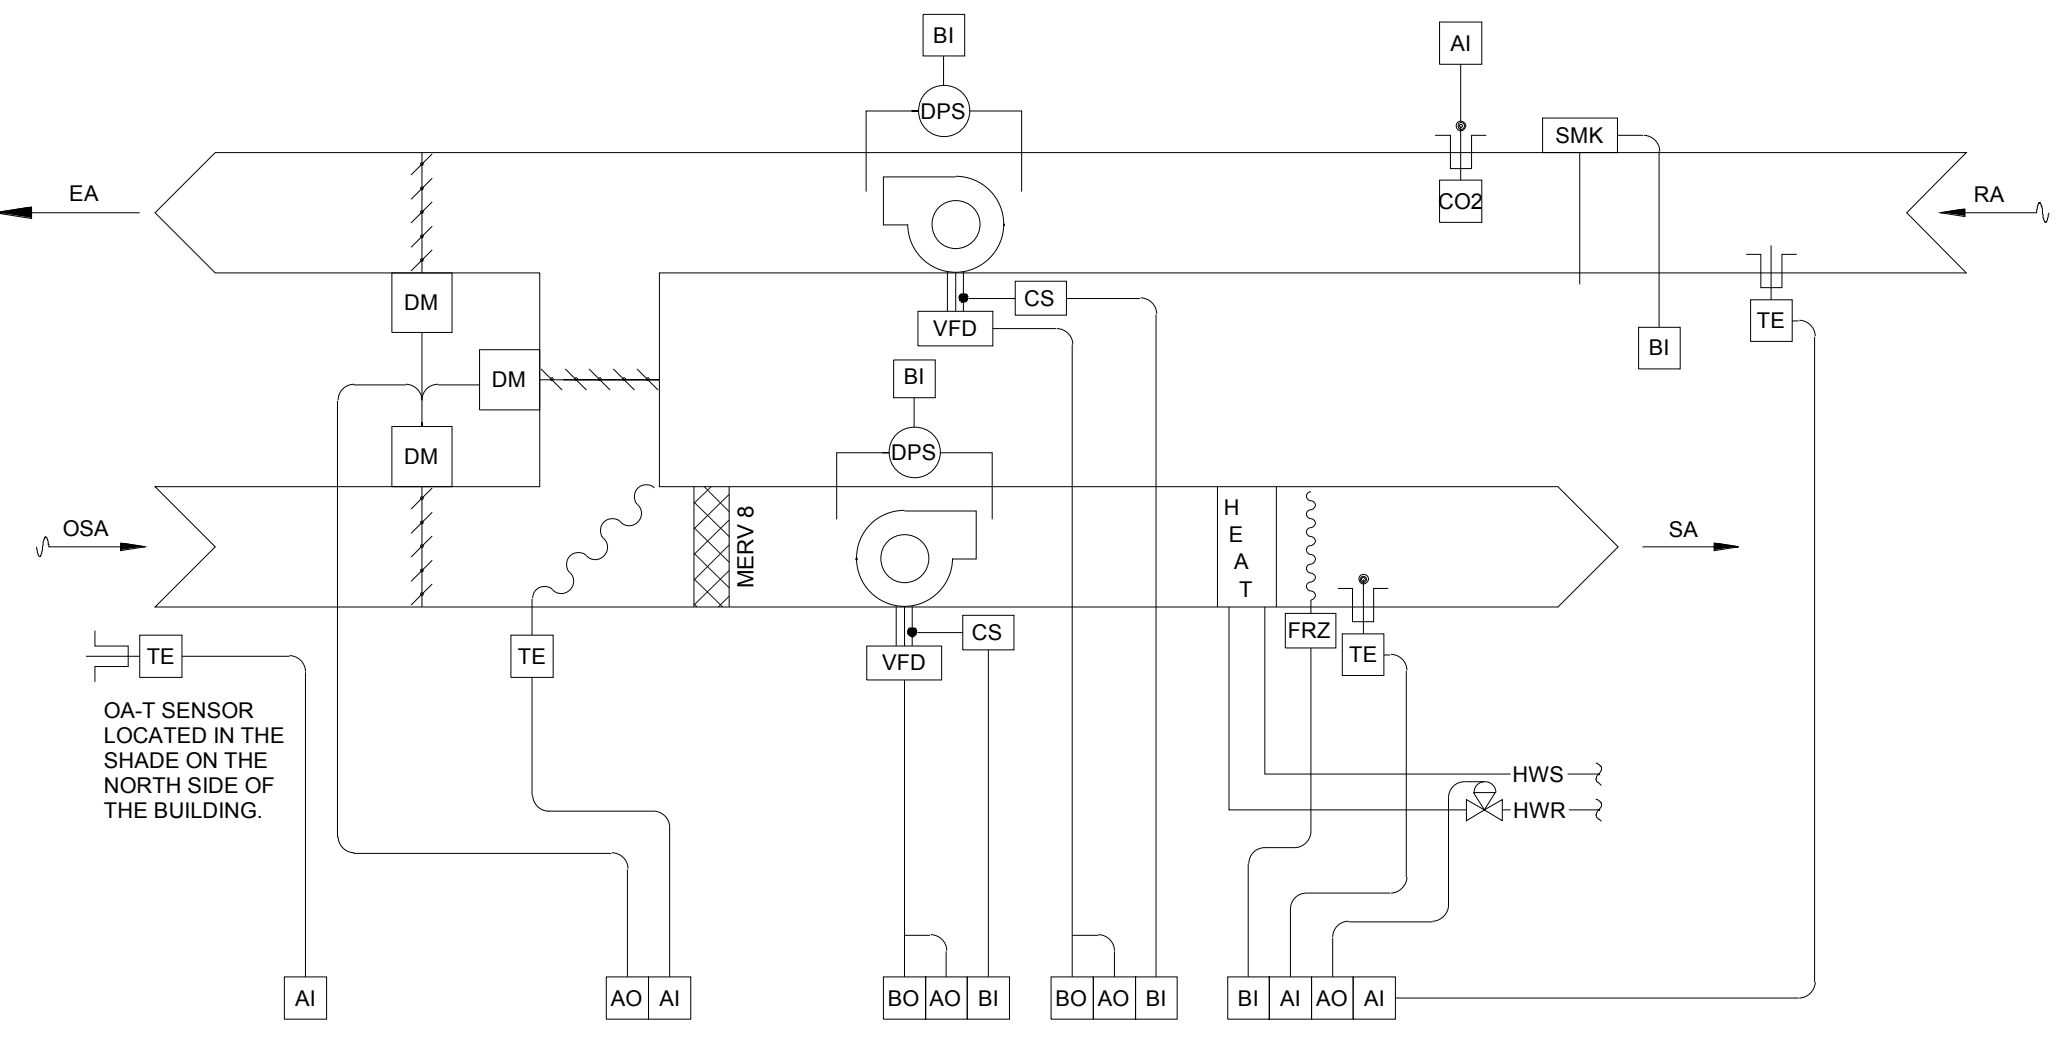 BI
AI
DPS
SMK
EA
CO2
RA
DM
CS
TE
VFD
BI
DM
BI
DPS
DM
MERV 8
HEAT
OSA
SA
CS
FRZ
TE
TE
VFD
TE
OA-T SENSOR
LOCATED IN THE
SHADE ON THE
NORTH SIDE OF
THE BUILDING.
HWS
HWR
AI
AO AI
BO AO BI
BO AO BI
BI AI AO AI